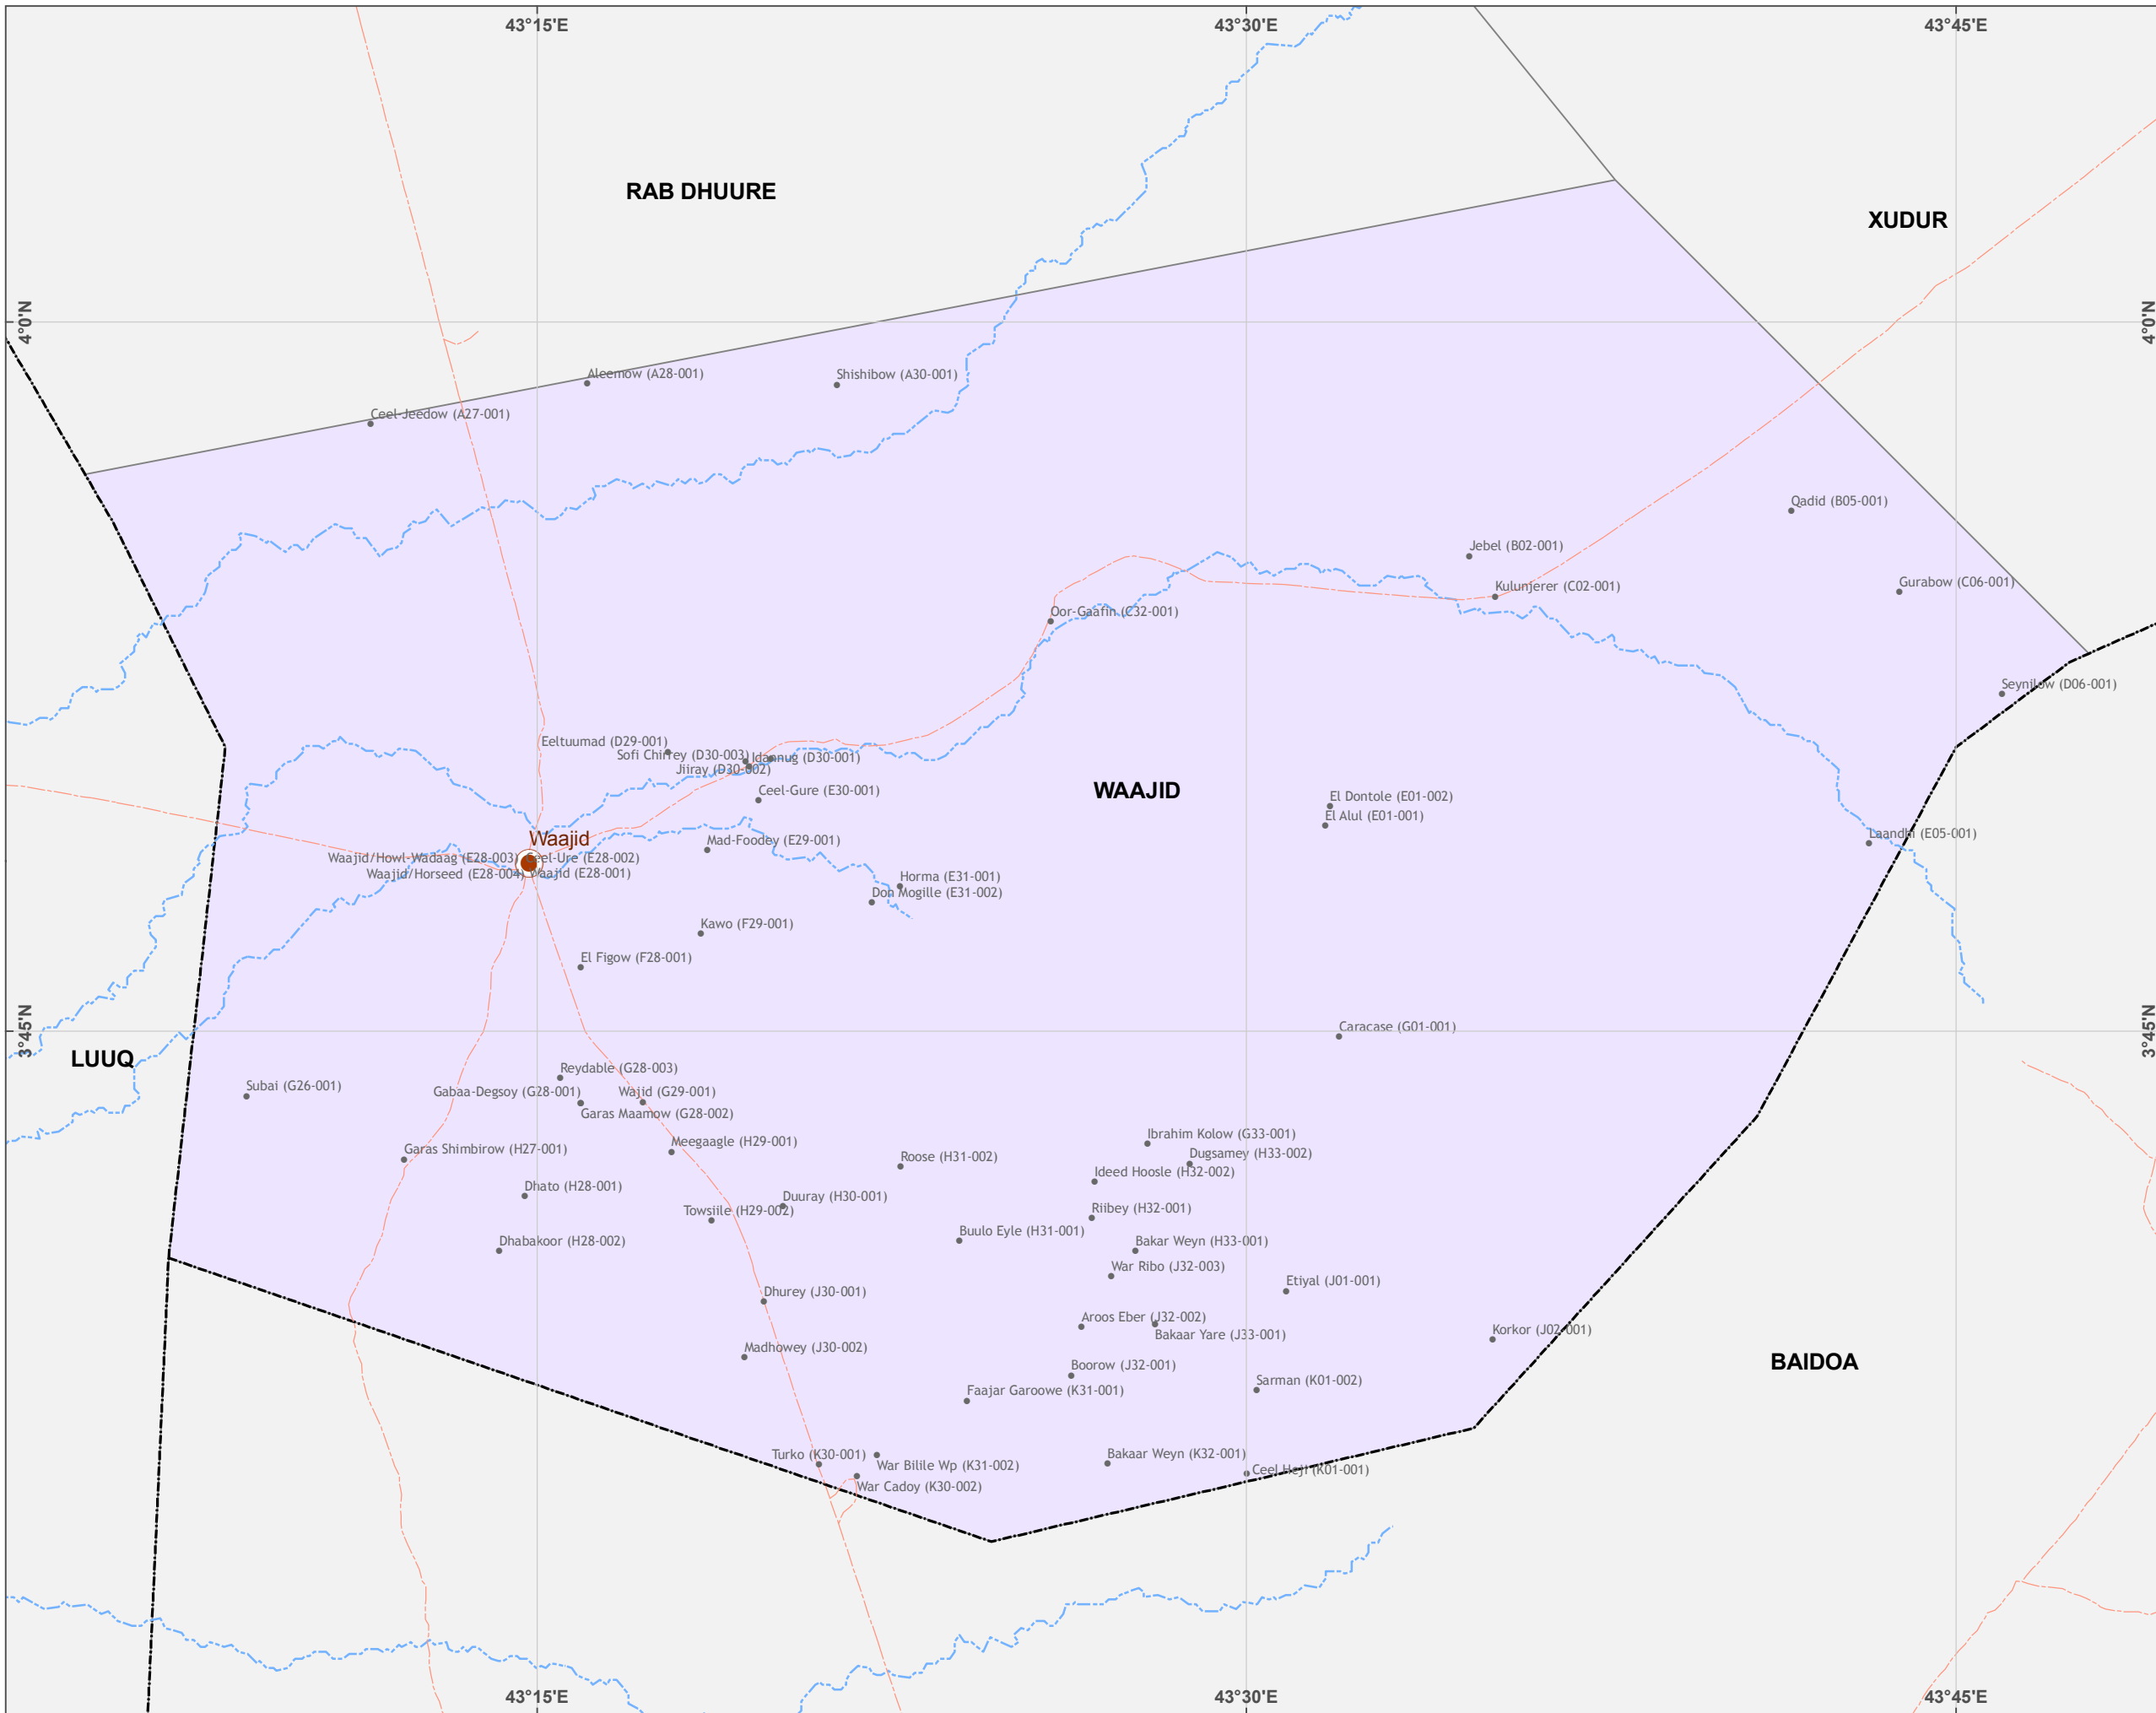 43°15'E
43°30'E
43°45'E
RAB DHUURE
XUDUR
4°0'N
4°0'N
Aleemow (A28-001)
Shishibow (A30-001)
Ceel-Jeedow (A27-001)
Qadid (B05-001)
Jebel (B02-001)
Kulunjerer (C02-001)
Gurabow (C06-001)
Oor-Gaafin (C32-001)
Seynilow (D06-001)
Eeltuumad (D29-001)
Sofi Chirrey (D30-003)
Idannug (D30-001)
Jiiray (D30-002)
Ceel-Gure (E30-001)
WAAJID
El Dontole (E01-002)
El Alul (E01-001)
Laandhi (E05-001)
Waajid
Mad-Foodey (E29-001)
Waajid/Howl-Wadaag (E28-003)
Ceel-Ure (E28-002)
Waajid/Horseed (E28-004)
Waajid (E28-001)
Horma (E31-001)
Don Mogille (E31-002)
Kawo (F29-001)
El Figow (F28-001)
3°45'N
3°45'N
Caracase (G01-001)
LUUQ
Reydable (G28-003)
Subai (G26-001)
Gabaa-Degsoy (G28-001)
Wajid (G29-001)
Garas Maamow (G28-002)
Ibrahim Kolow (G33-001)
Meegaagle (H29-001)
Garas Shimbirow (H27-001)
Roose (H31-002)
Dugsamey (H33-002)
Ideed Hoosle (H32-002)
Dhato (H28-001)
Duuray (H30-001)
Towsiile (H29-002)
Riibey (H32-001)
Buulo Eyle (H31-001)
Dhabakoor (H28-002)
Bakar Weyn (H33-001)
War Ribo (J32-003)
Etiyal (J01-001)
Dhurey (J30-001)
Aroos Eber (J32-002)
Bakaar Yare (J33-001)
Korkor (J02-001)
Madhowey (J30-002)
BAIDOA
Boorow (J32-001)
Sarman (K01-002)
Faajar Garoowe (K31-001)
Turko (K30-001)
War Bilile Wp (K31-002)
Bakaar Weyn (K32-001)
Ceel Heji (K01-001)
War Cadoy (K30-002)
43°15'E
43°30'E
43°45'E